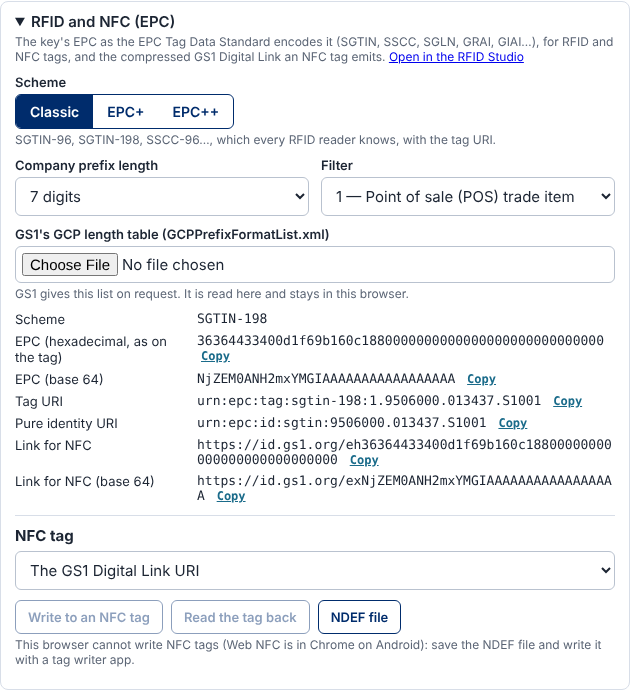 ▼ RFID and NFC (EPC)
The key's EPC as the EPC Tag Data Standard encodes it (SGTIN, SSCC, SGLN, GRAI, GIAI...), for RFID and
NFC tags, and the compressed GS1 Digital Link an NFC tag emits. Open in the RFID Studio
Scheme
Classic EPC+ EPC++
SGTIN-96, SGTIN-198, SSCC-96..., which every RFID reader knows, with the tag URI.
Company prefix length Filter
7 digits 1 — Point of sale (POS) trade item
GS1's GCP length table (GCPPrefixFormatList.xml)
Choose File No file chosen
GS1 gives this list on request. It is read here and stays in this browser.
Scheme SGTIN-198
EPC (hexadecimal, as on the tag) 36364433400d1f69b160c18800000000000000000000000000000
Copy
EPC (base 64) NjZEM0ANH2mxYMGIAAAAAAAAAAAAAAAAA Copy
Tag URI urn:epc:tag:sgtin-198:1.9506000.013437.S1001 Copy
Pure identity URI urn:epc:id:sgtin:9506000.013437.S1001 Copy
Link for NFC https://id.gs1.org/eh36364433400d1f69b160c18800000000
000000000000000000 Copy
Link for NFC (base 64) https://id.gs1.org/exNjZEM0ANH2mxYMGIAAAAAAAAAAAAAAAA
A Copy
NFC tag
The GS1 Digital Link URI
Write to an NFC tag Read the tag back NDEF file
This browser cannot write NFC tags (Web NFC is in Chrome on Android): save the NDEF file and write it
with a tag writer app.